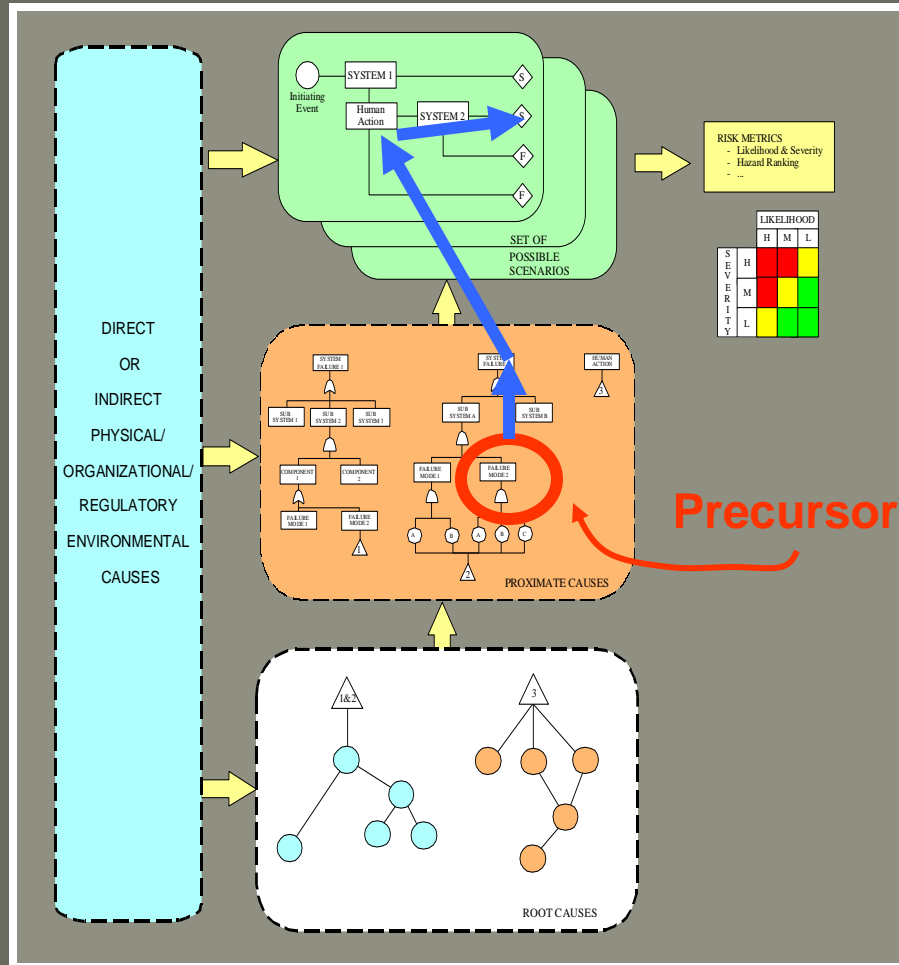 DIRECT
OR
INDIRECT
PHYSICAL/
ORGANIZATIONAL/
REGULATORY
ENVIRONMENTAL
CAUSES
Initiating
Event
SYSTEM 1
Human
Action
SYSTEM 2
S
S
F
F
SET OF
POSSIBLE
SCENARIOS
RISK METRICS
- Likelihood & Severity
- Hazard Ranking
- ...
LIKELIHOOD
H M L
SEVERITY
H
M
L
SYSTEM
FAILURE 1
SUB
SYSTEM 1
SUB
SYSTEM 2
SUB
SYSTEM 3
COMPONENT
1
COMPONENT
2
FAILURE
MODE 1
FAILURE
MODE 2
1
SUB
SYSTEM A
SUB
SYSTEM B
FAILURE
MODE 1
FAILURE
MODE 2
A
B
A
B
C
2
HUMAN
ACTION
3
PROXIMATE CAUSES
Precursor
1&2
3
ROOT CAUSES